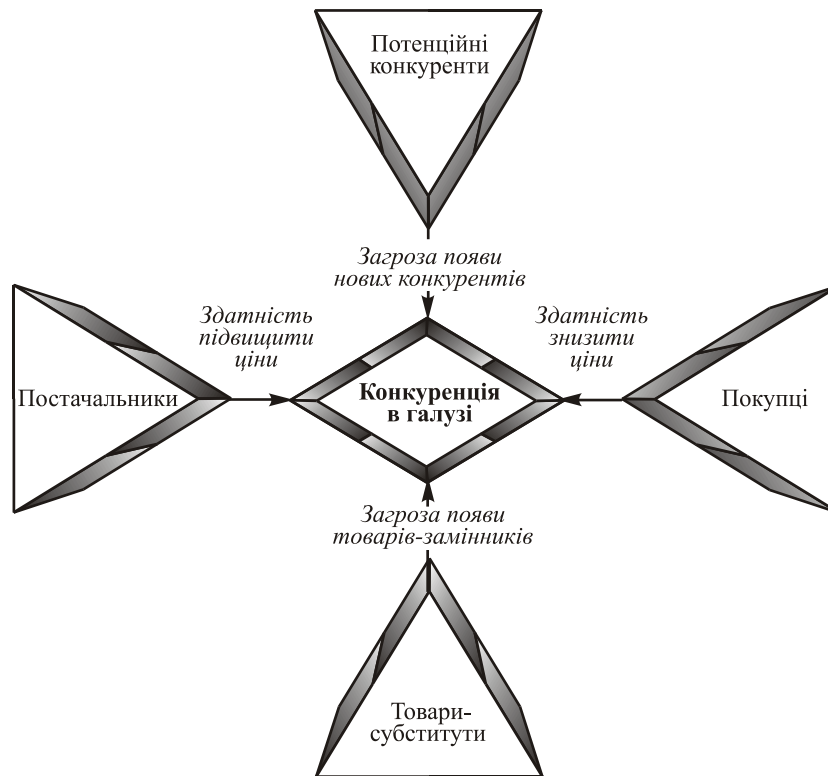 Потенційні
конкуренти
Загроза появи
нових конкурентів
Здатність
підвищити
ціни
Здатність
знизити
ціни
Постачальники
Конкуренція
в галузі
Покупці
Загроза появи
товарів-замінників
Товари-
субститути